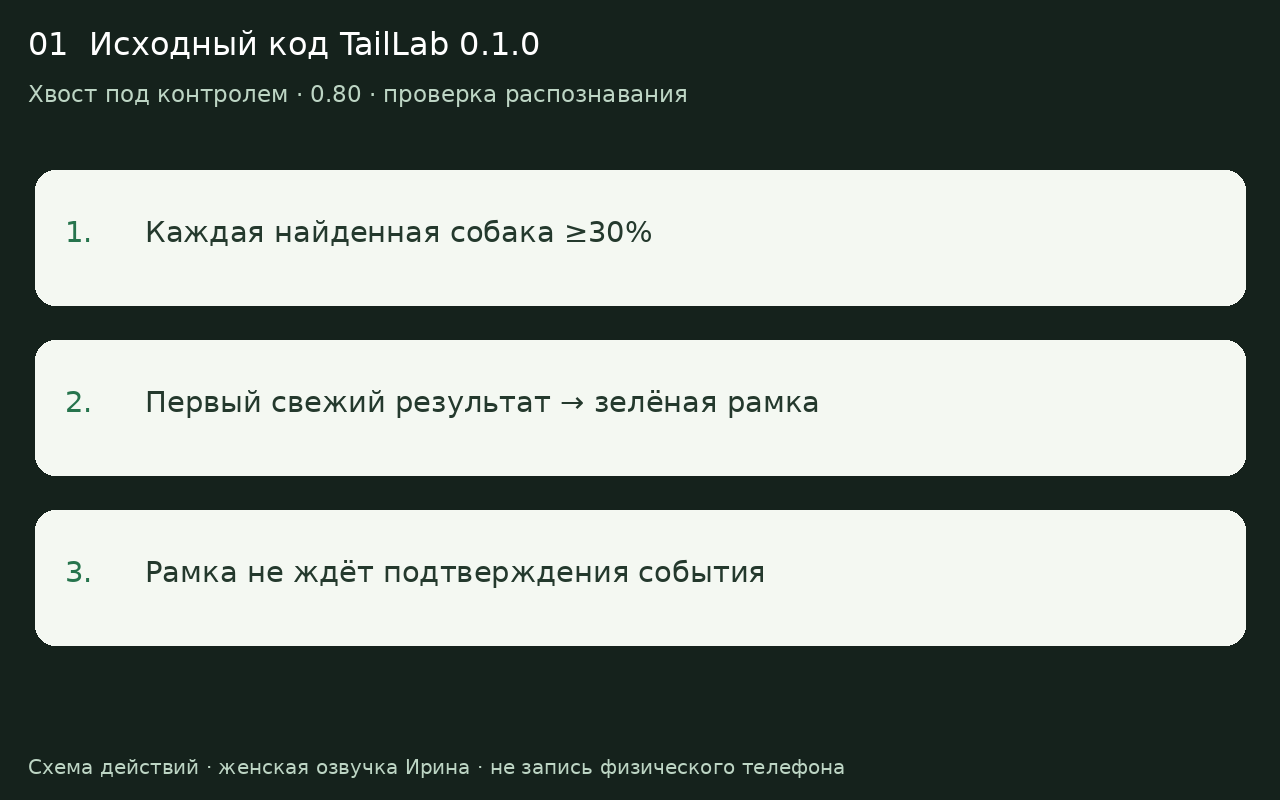 01 Исходный код TailLab 0.1.0
Хвост под контролем · 0.80 · проверка распознавания
1. Каждая найденная собака ≥30%
2. Первый свежий результат → зелёная рамка
3. Рамка не ждёт подтверждения события
Схема действий · женская озвучка Ирина · не запись физического телефона